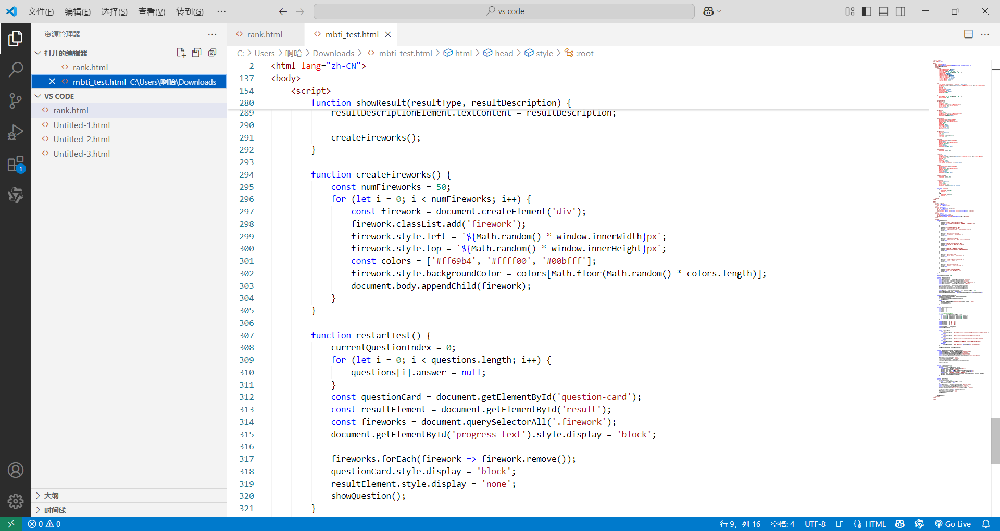 文件(F) 编辑(E) 选择(S) 查看(V) 转到(G) ··· vs code
资源管理器 ···
打开的编辑器
rank.html
mbti_test.html C:\Users\啊哈\Downloads
VS CODE
rank.html
Untitled-1.html
Untitled-2.html
Untitled-3.html
1
大纲
时间线
rank.html mbti_test.html
C: > Users > 啊哈 > Downloads > mbti_test.html > html > head > style > :root
2 <html lang="zh-CN">
137 <body>
154 <script>
280 function showResult(resultType, resultDescription) {
289 resultDescriptionElement.textContent = resultDescription;
290
291 createFireworks();
292 }
293
294 function createFireworks() {
295 const numFireworks = 50;
296 for (let i = 0; i < numFireworks; i++) {
297 const firework = document.createElement('div');
298 firework.classList.add('firework');
299 firework.style.left = `${Math.random() * window.innerWidth}px`;
300 firework.style.top = `${Math.random() * window.innerHeight}px`;
301 const colors = ['#ff69b4', '#ffff00', '#00bfff'];
302 firework.style.backgroundColor = colors[Math.floor(Math.random() * colors.length)];
303 document.body.appendChild(firework);
304 }
305 }
306
307 function restartTest() {
308 currentQuestionIndex = 0;
309 for (let i = 0; i < questions.length; i++) {
310 questions[i].answer = null;
311 }
312 const questionCard = document.getElementById('question-card');
313 const resultElement = document.getElementById('result');
314 const fireworks = document.querySelectorAll('.firework');
315 document.getElementById('progress-text').style.display = 'block';
316
317 fireworks.forEach(firework => firework.remove());
318 questionCard.style.display = 'block';
319 resultElement.style.display = 'none';
320 showQuestion();
321 }
0 0 行 9, 列 16 空格: 4 UTF-8 LF HTML Go Live